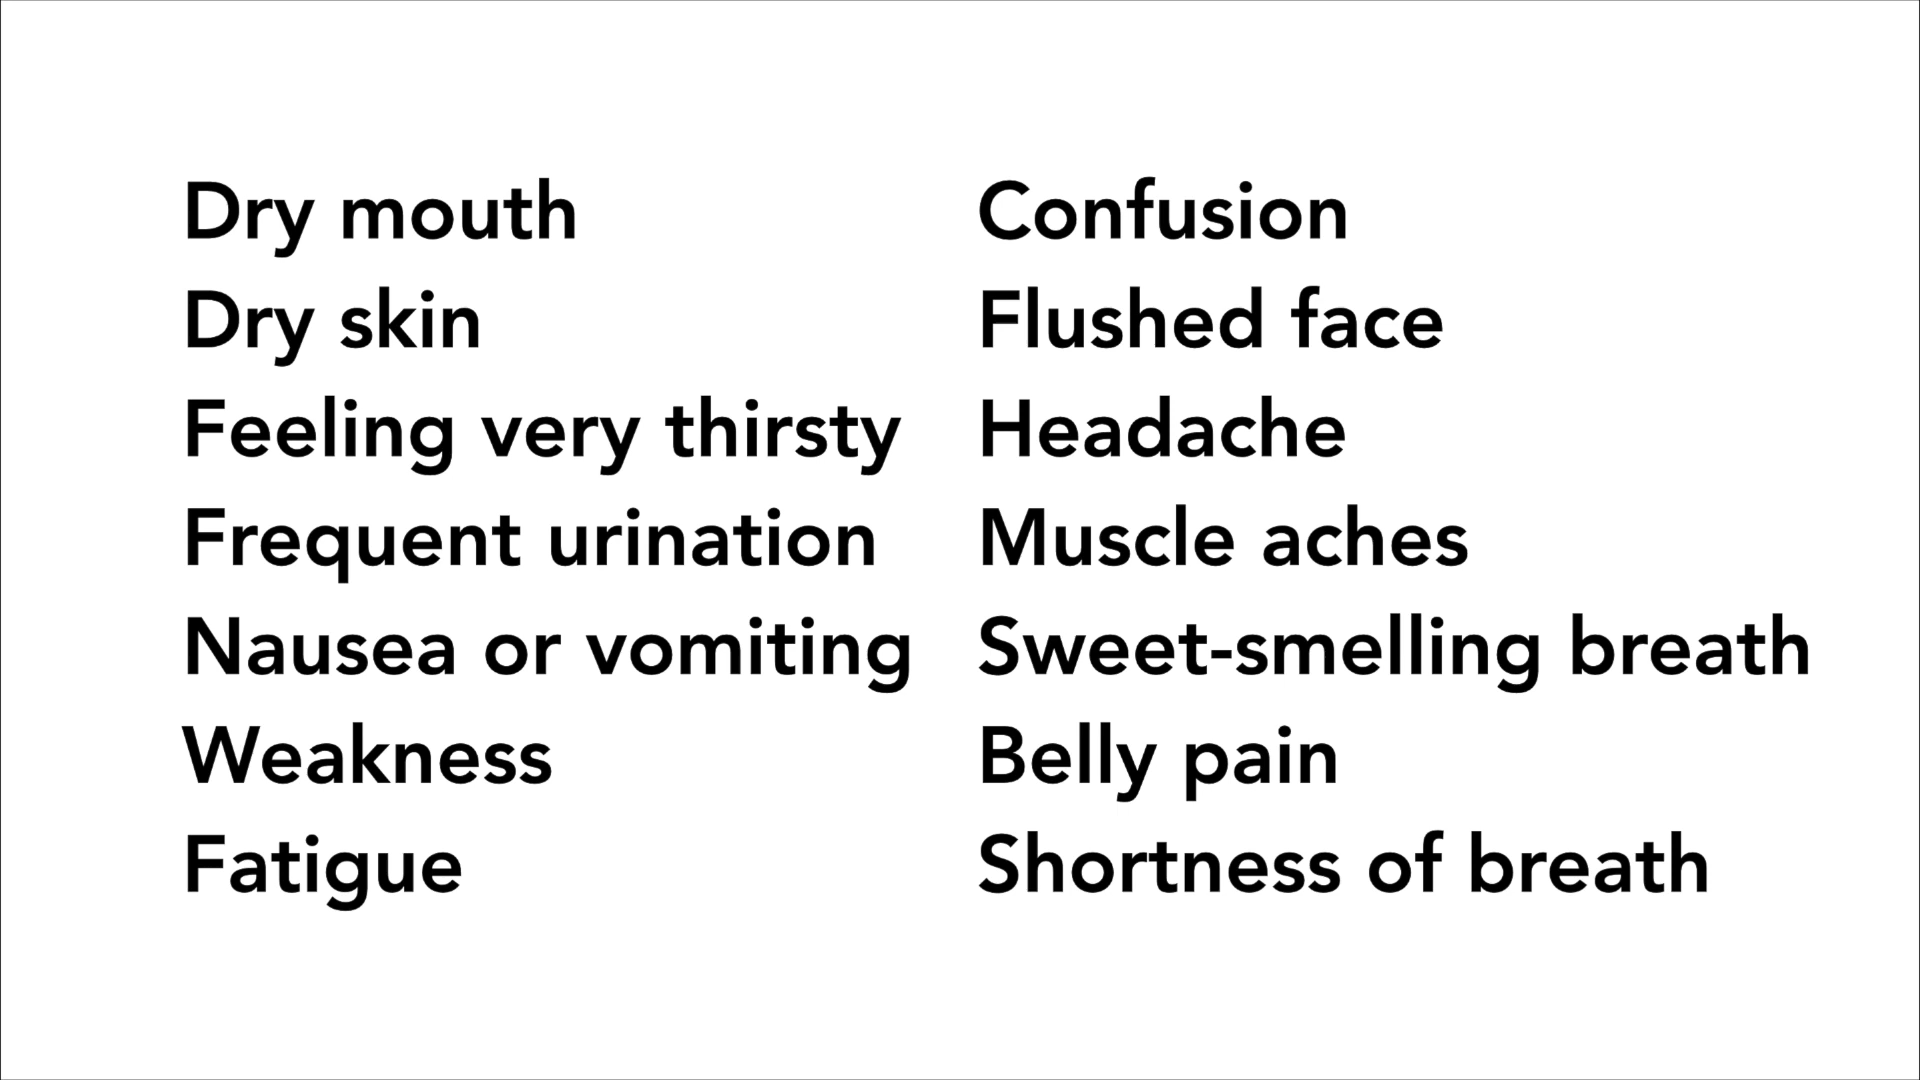 Dry mouth
Dry skin
Feeling very thirsty
Frequent urination
Nausea or vomiting
Weakness
Fatigue
Confusion
Flushed face
Headache
Muscle aches
Sweet-smelling breath
Belly pain
Shortness of breath